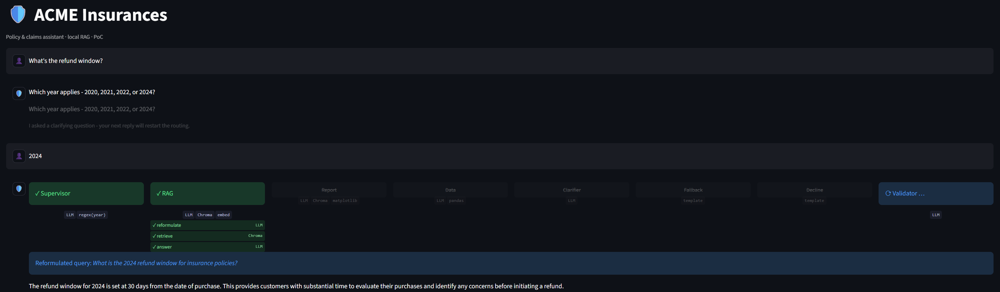 ACME Insurances
Policy & claims assistant · local RAG · PoC
What's the refund window?
Which year applies - 2020, 2021, 2022, or 2024?
Which year applies - 2020, 2021, 2022, or 2024?
I asked a clarifying question - your next reply will restart the routing.
2024
✓ Supervisor
LLM regex(year)
✓ RAG
LLM Chroma embed
✓ reformulate LLM
✓ retrieve Chroma
✓ answer LLM
Report
LLM Chroma matplotlib
Data
LLM pandas
Clarifier
LLM
Fallback
template
Decline
template
⟳ Validator …
LLM
Reformulated query: What is the 2024 refund window for insurance policies?
The refund window for 2024 is set at 30 days from the date of purchase. This provides customers with substantial time to evaluate their purchases and identify any concerns before initiating a refund.